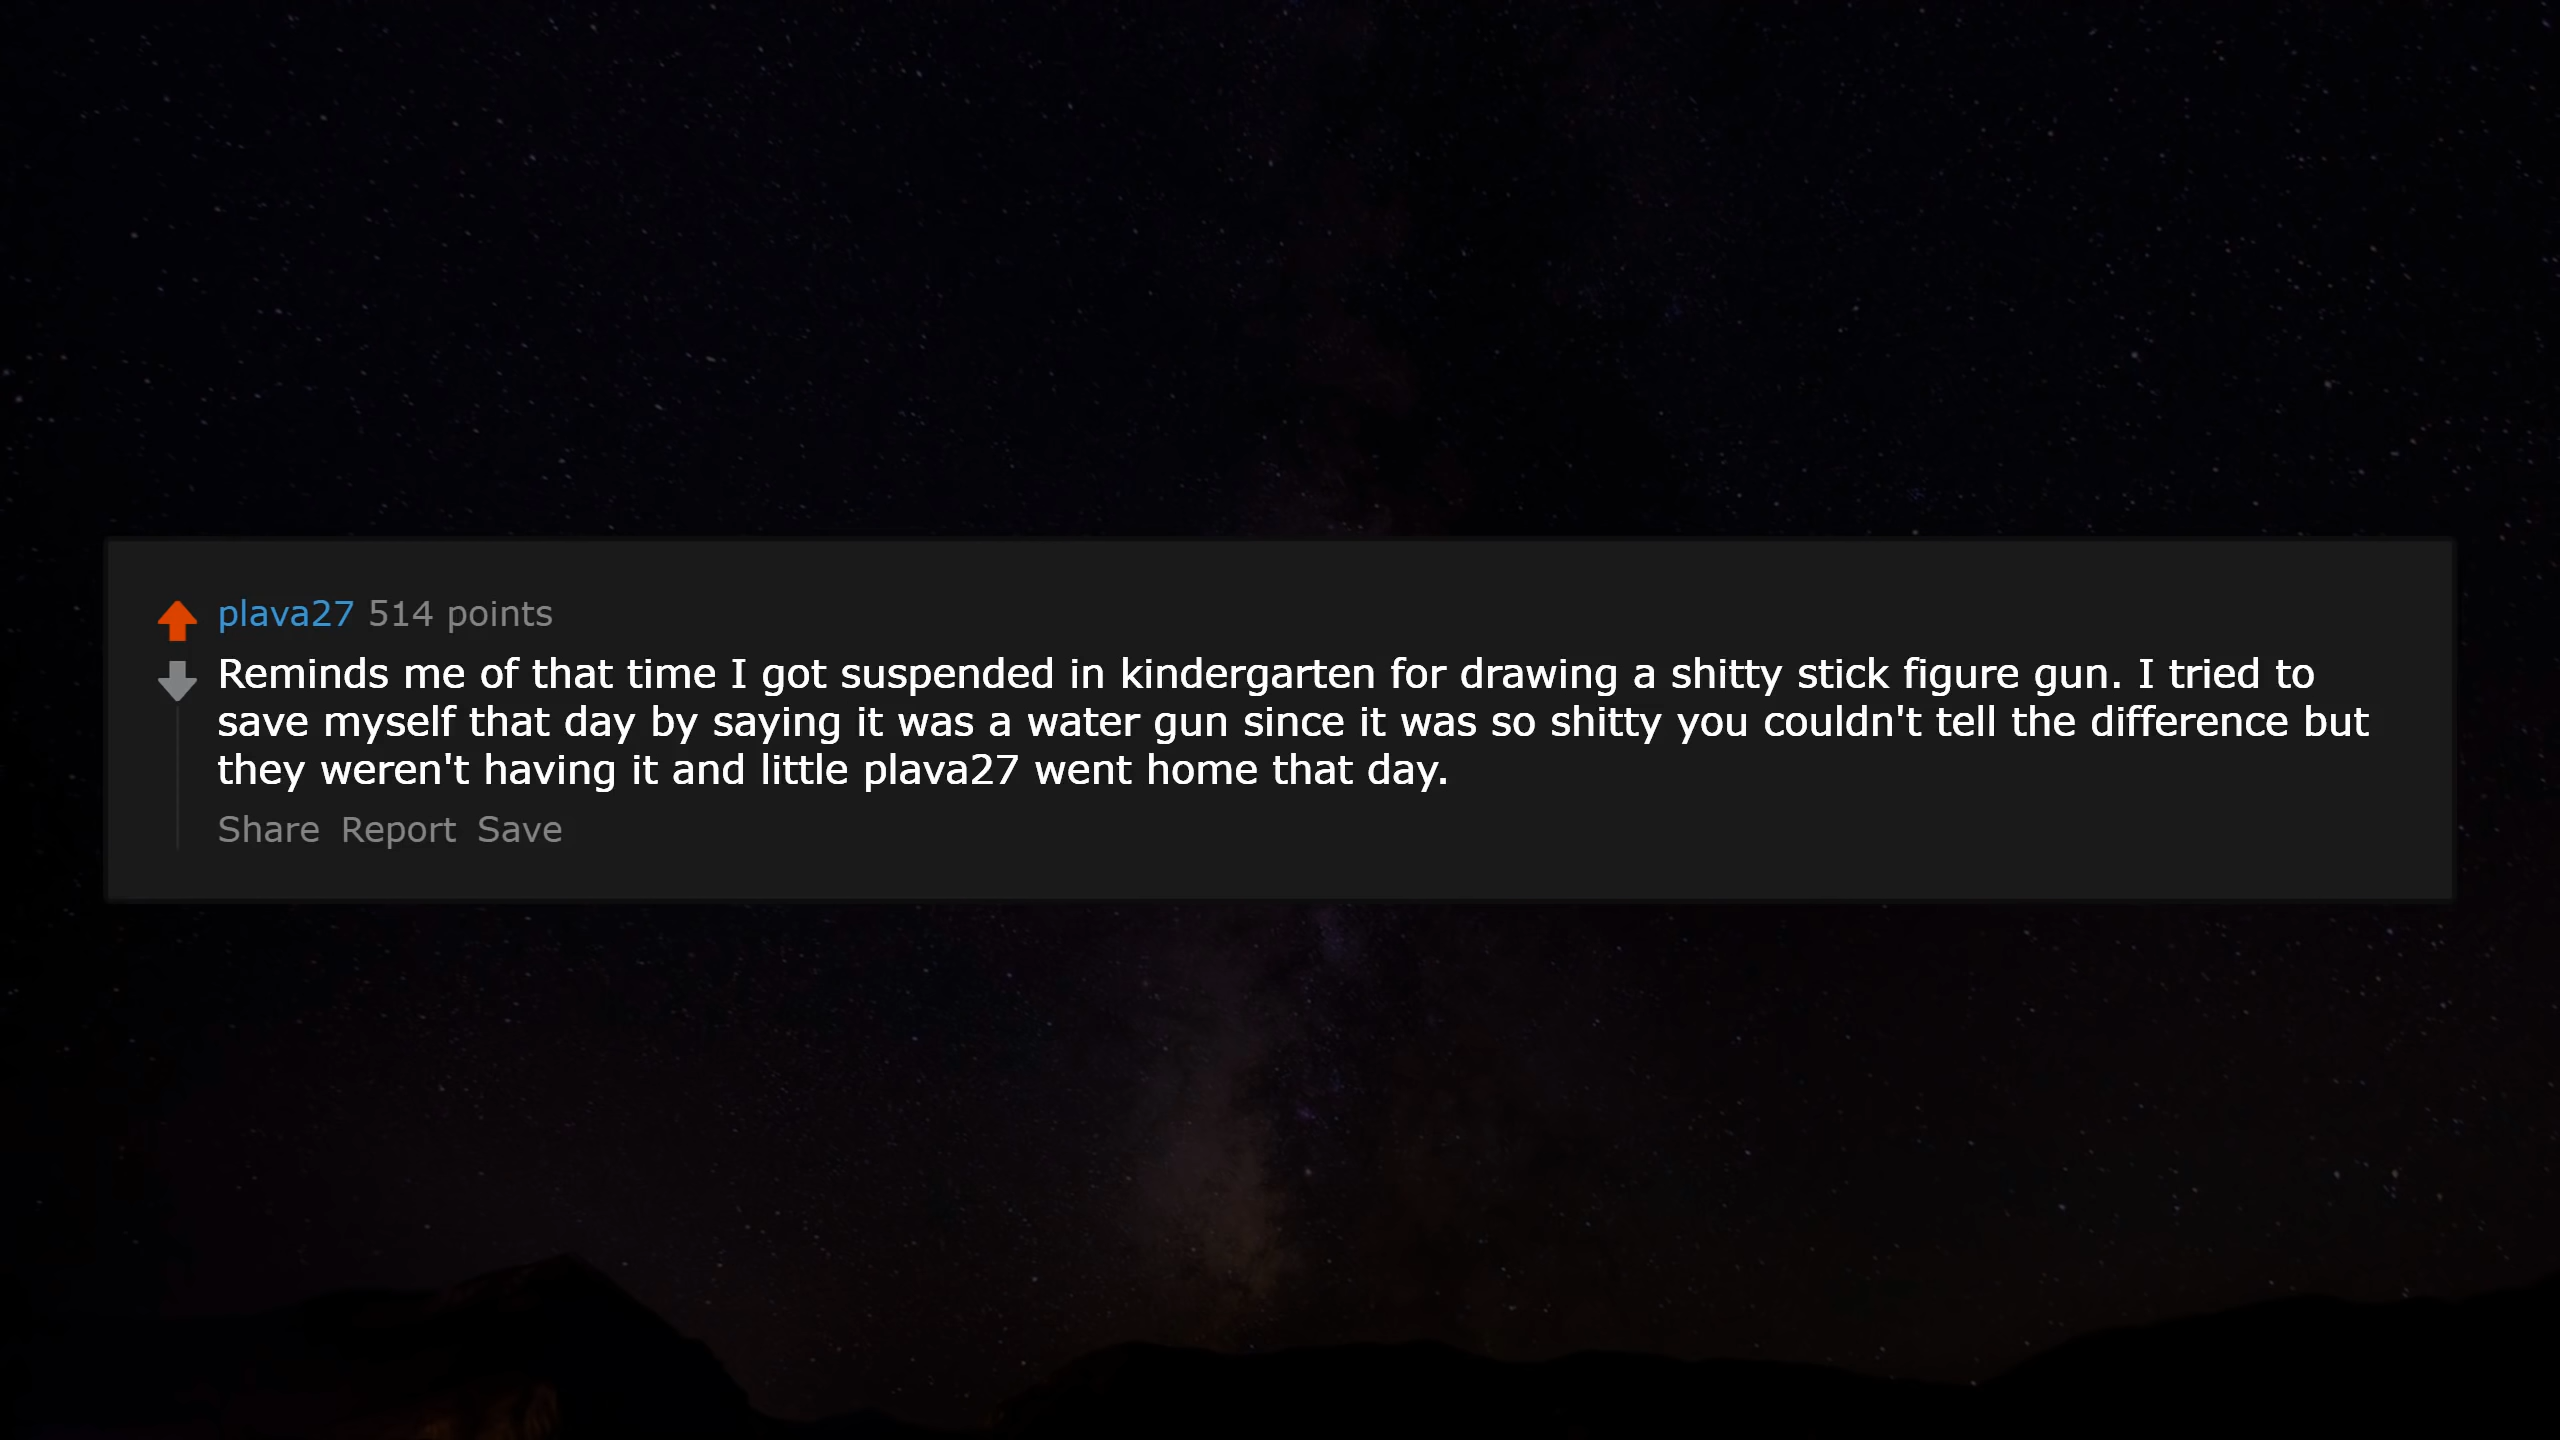 plava27 514 points
Reminds me of that time I got suspended in kindergarten for drawing a shitty stick figure gun. I tried to
save myself that day by saying it was a water gun since it was so shitty you couldn't tell the difference but
they weren't having it and little plava27 went home that day.
Share Report Save